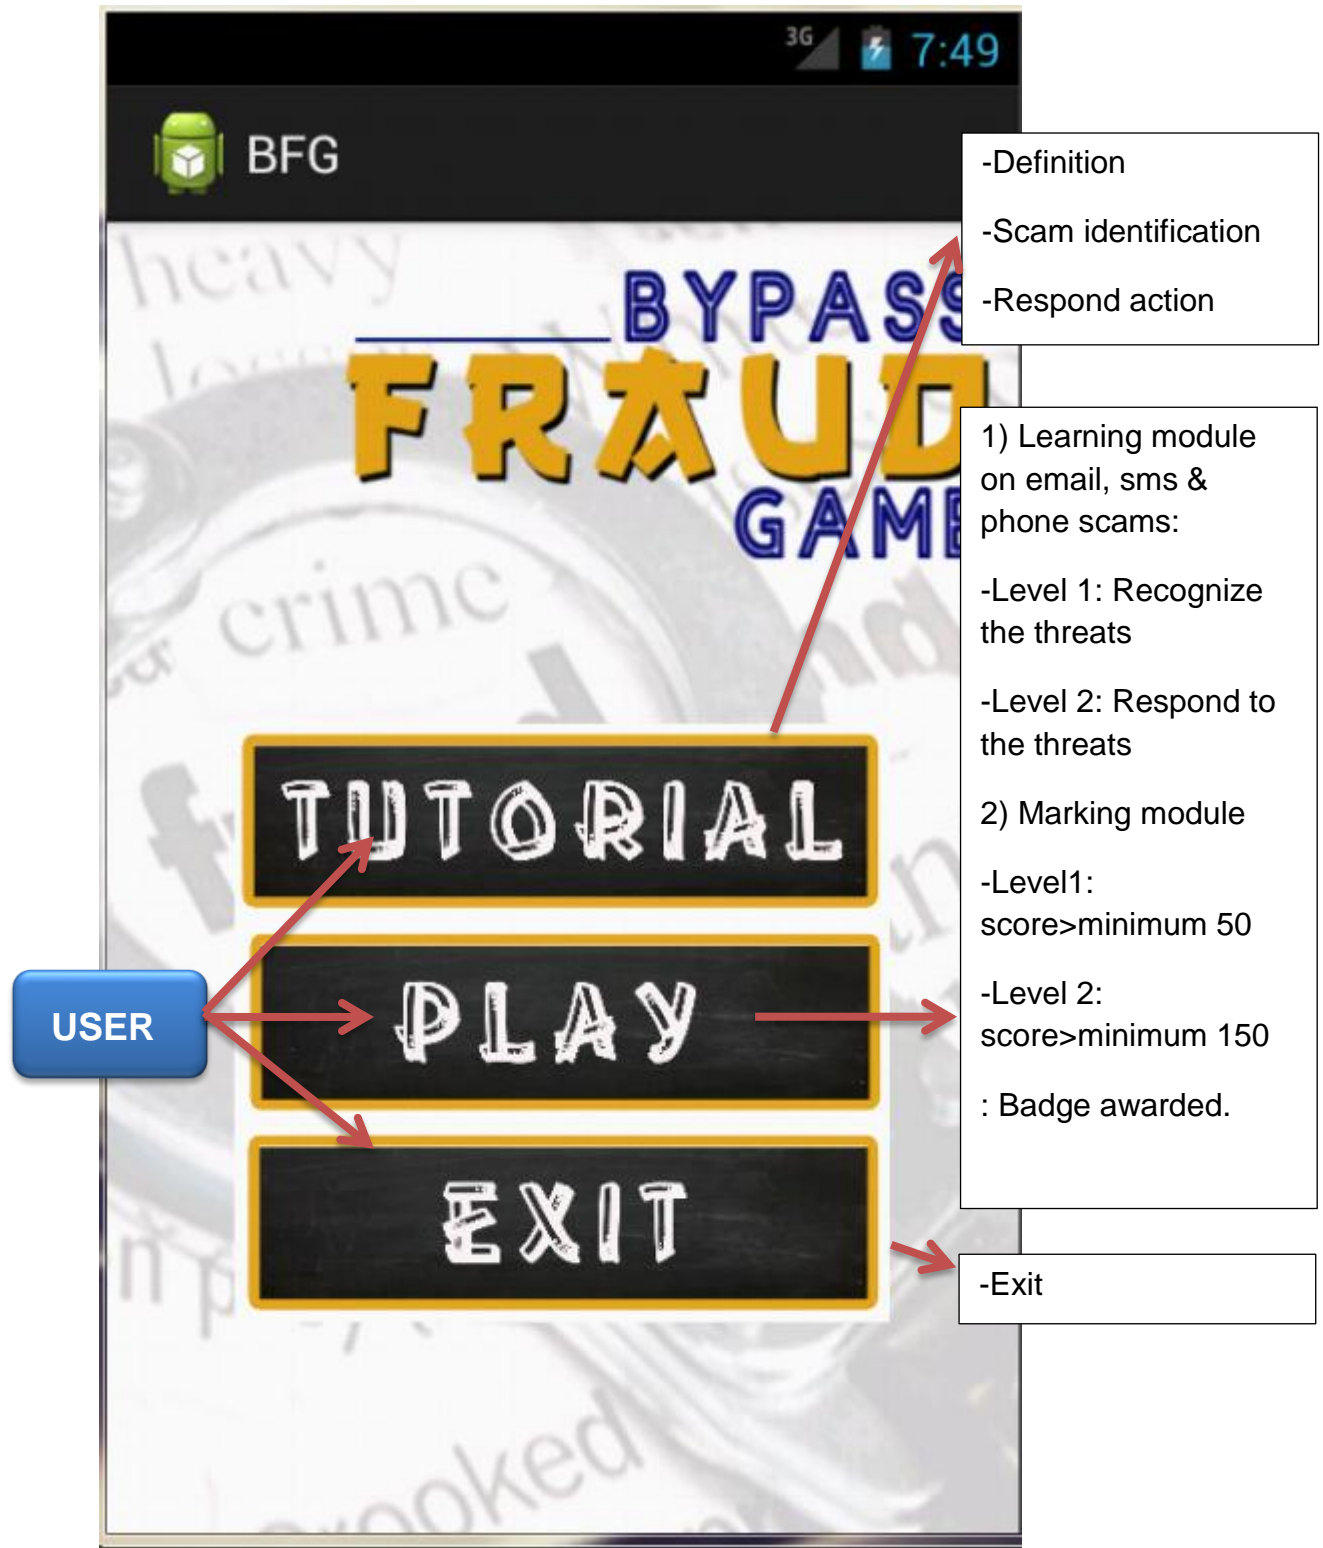 3G 7:49
BFG
heavy
BYPASS
FRAUD
GAME
crime
TUTORIAL
PLAY
EXIT
USER
-Definition
-Scam identification
-Respond action
1) Learning module
on email, sms &
phone scams:
-Level 1: Recognize
the threats
-Level 2: Respond to
the threats
2) Marking module
-Level1:
score>minimum 50
-Level 2:
score>minimum 150
: Badge awarded.
-Exit